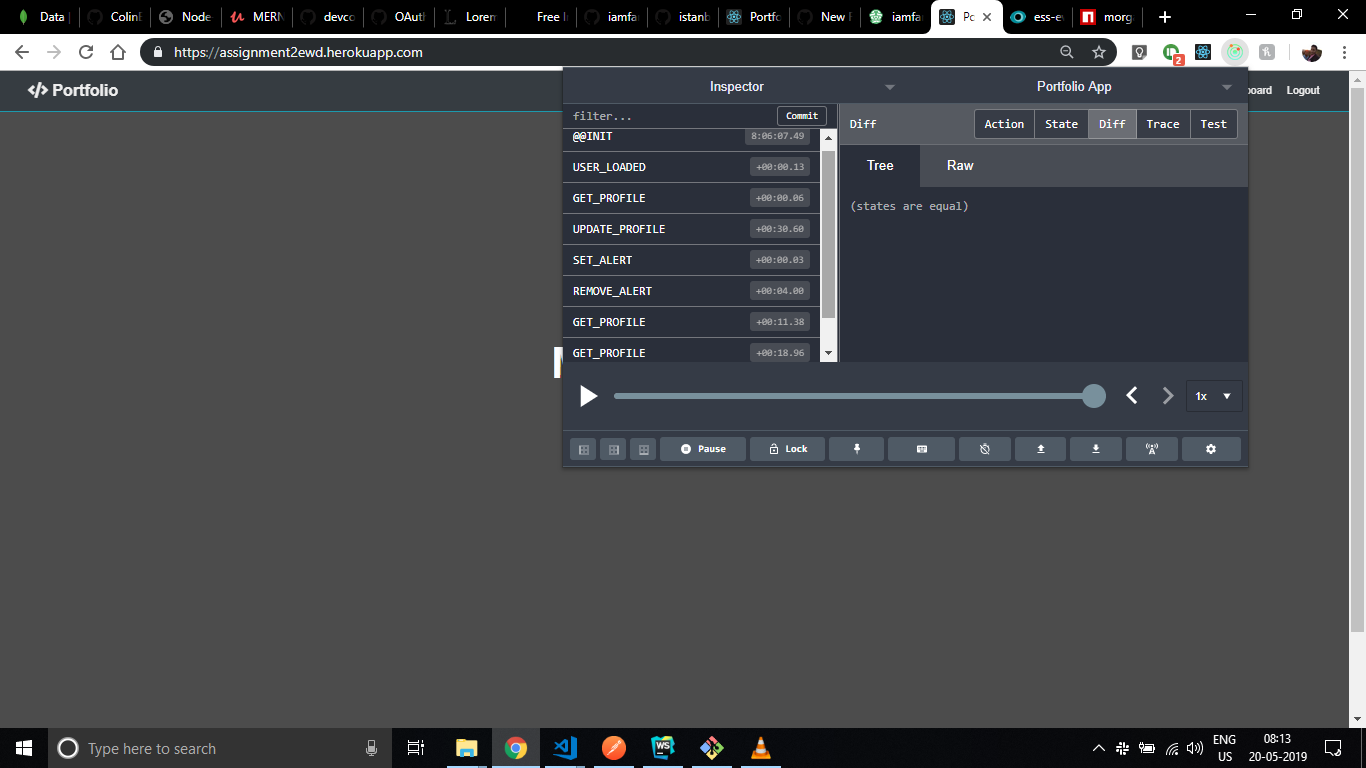 Data ColinE Node MERN devco OAuth Lorem Free I iamfa istanb Portfo New F iamfa Pc ess-e morg
https://assignment2ewd.herokuapp.com
2
Portfolio
board Logout
Inspector
Portfolio App
filter...
Commit
@@INIT 8:06:07.49
USER_LOADED +00:00.13
GET_PROFILE +00:00.06
UPDATE_PROFILE +00:30.60
SET_ALERT +00:00.03
REMOVE_ALERT +00:04.00
GET_PROFILE +00:11.38
GET_PROFILE +00:18.96
Diff
Action State Diff Trace Test
Tree Raw
(states are equal)
1x
Pause Lock
Type here to search
WS
ENG
US
08:13
20-05-2019